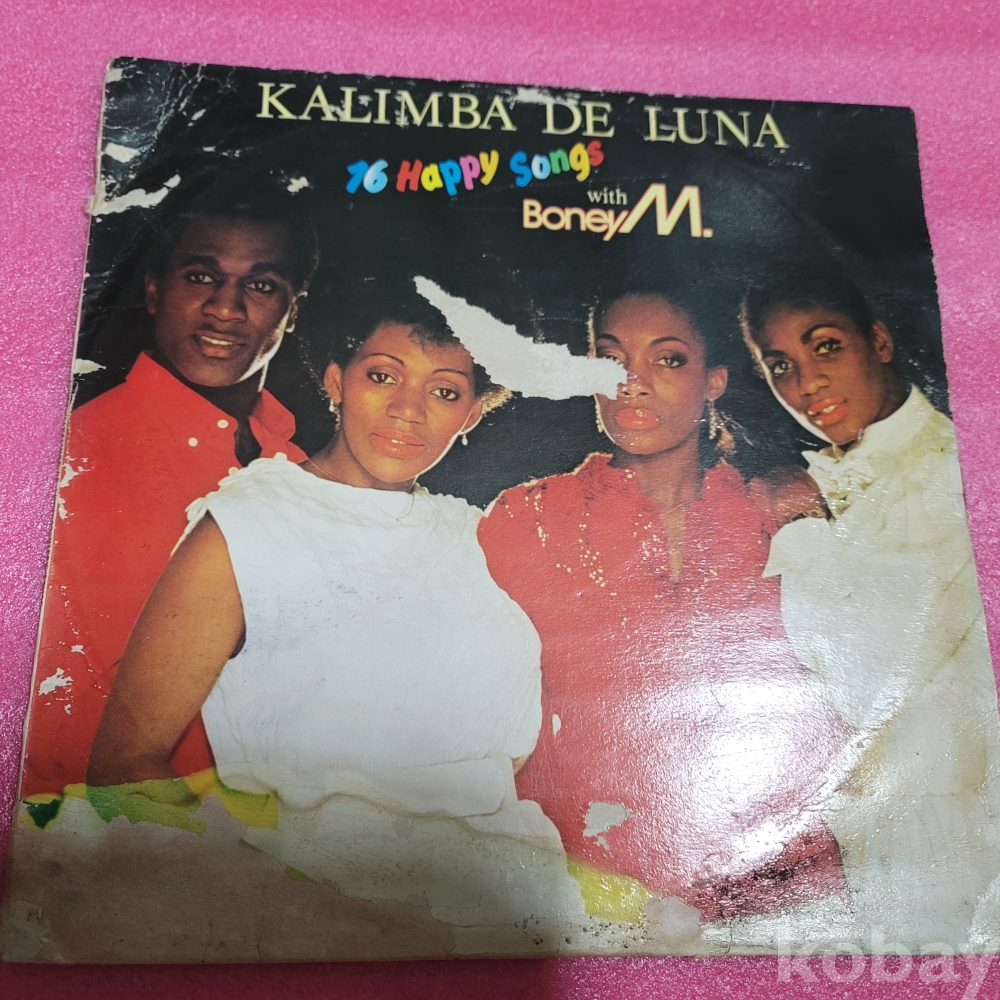 KALIMBA DE LUNA
16 Happy Songs
with
Boney M.
kobay